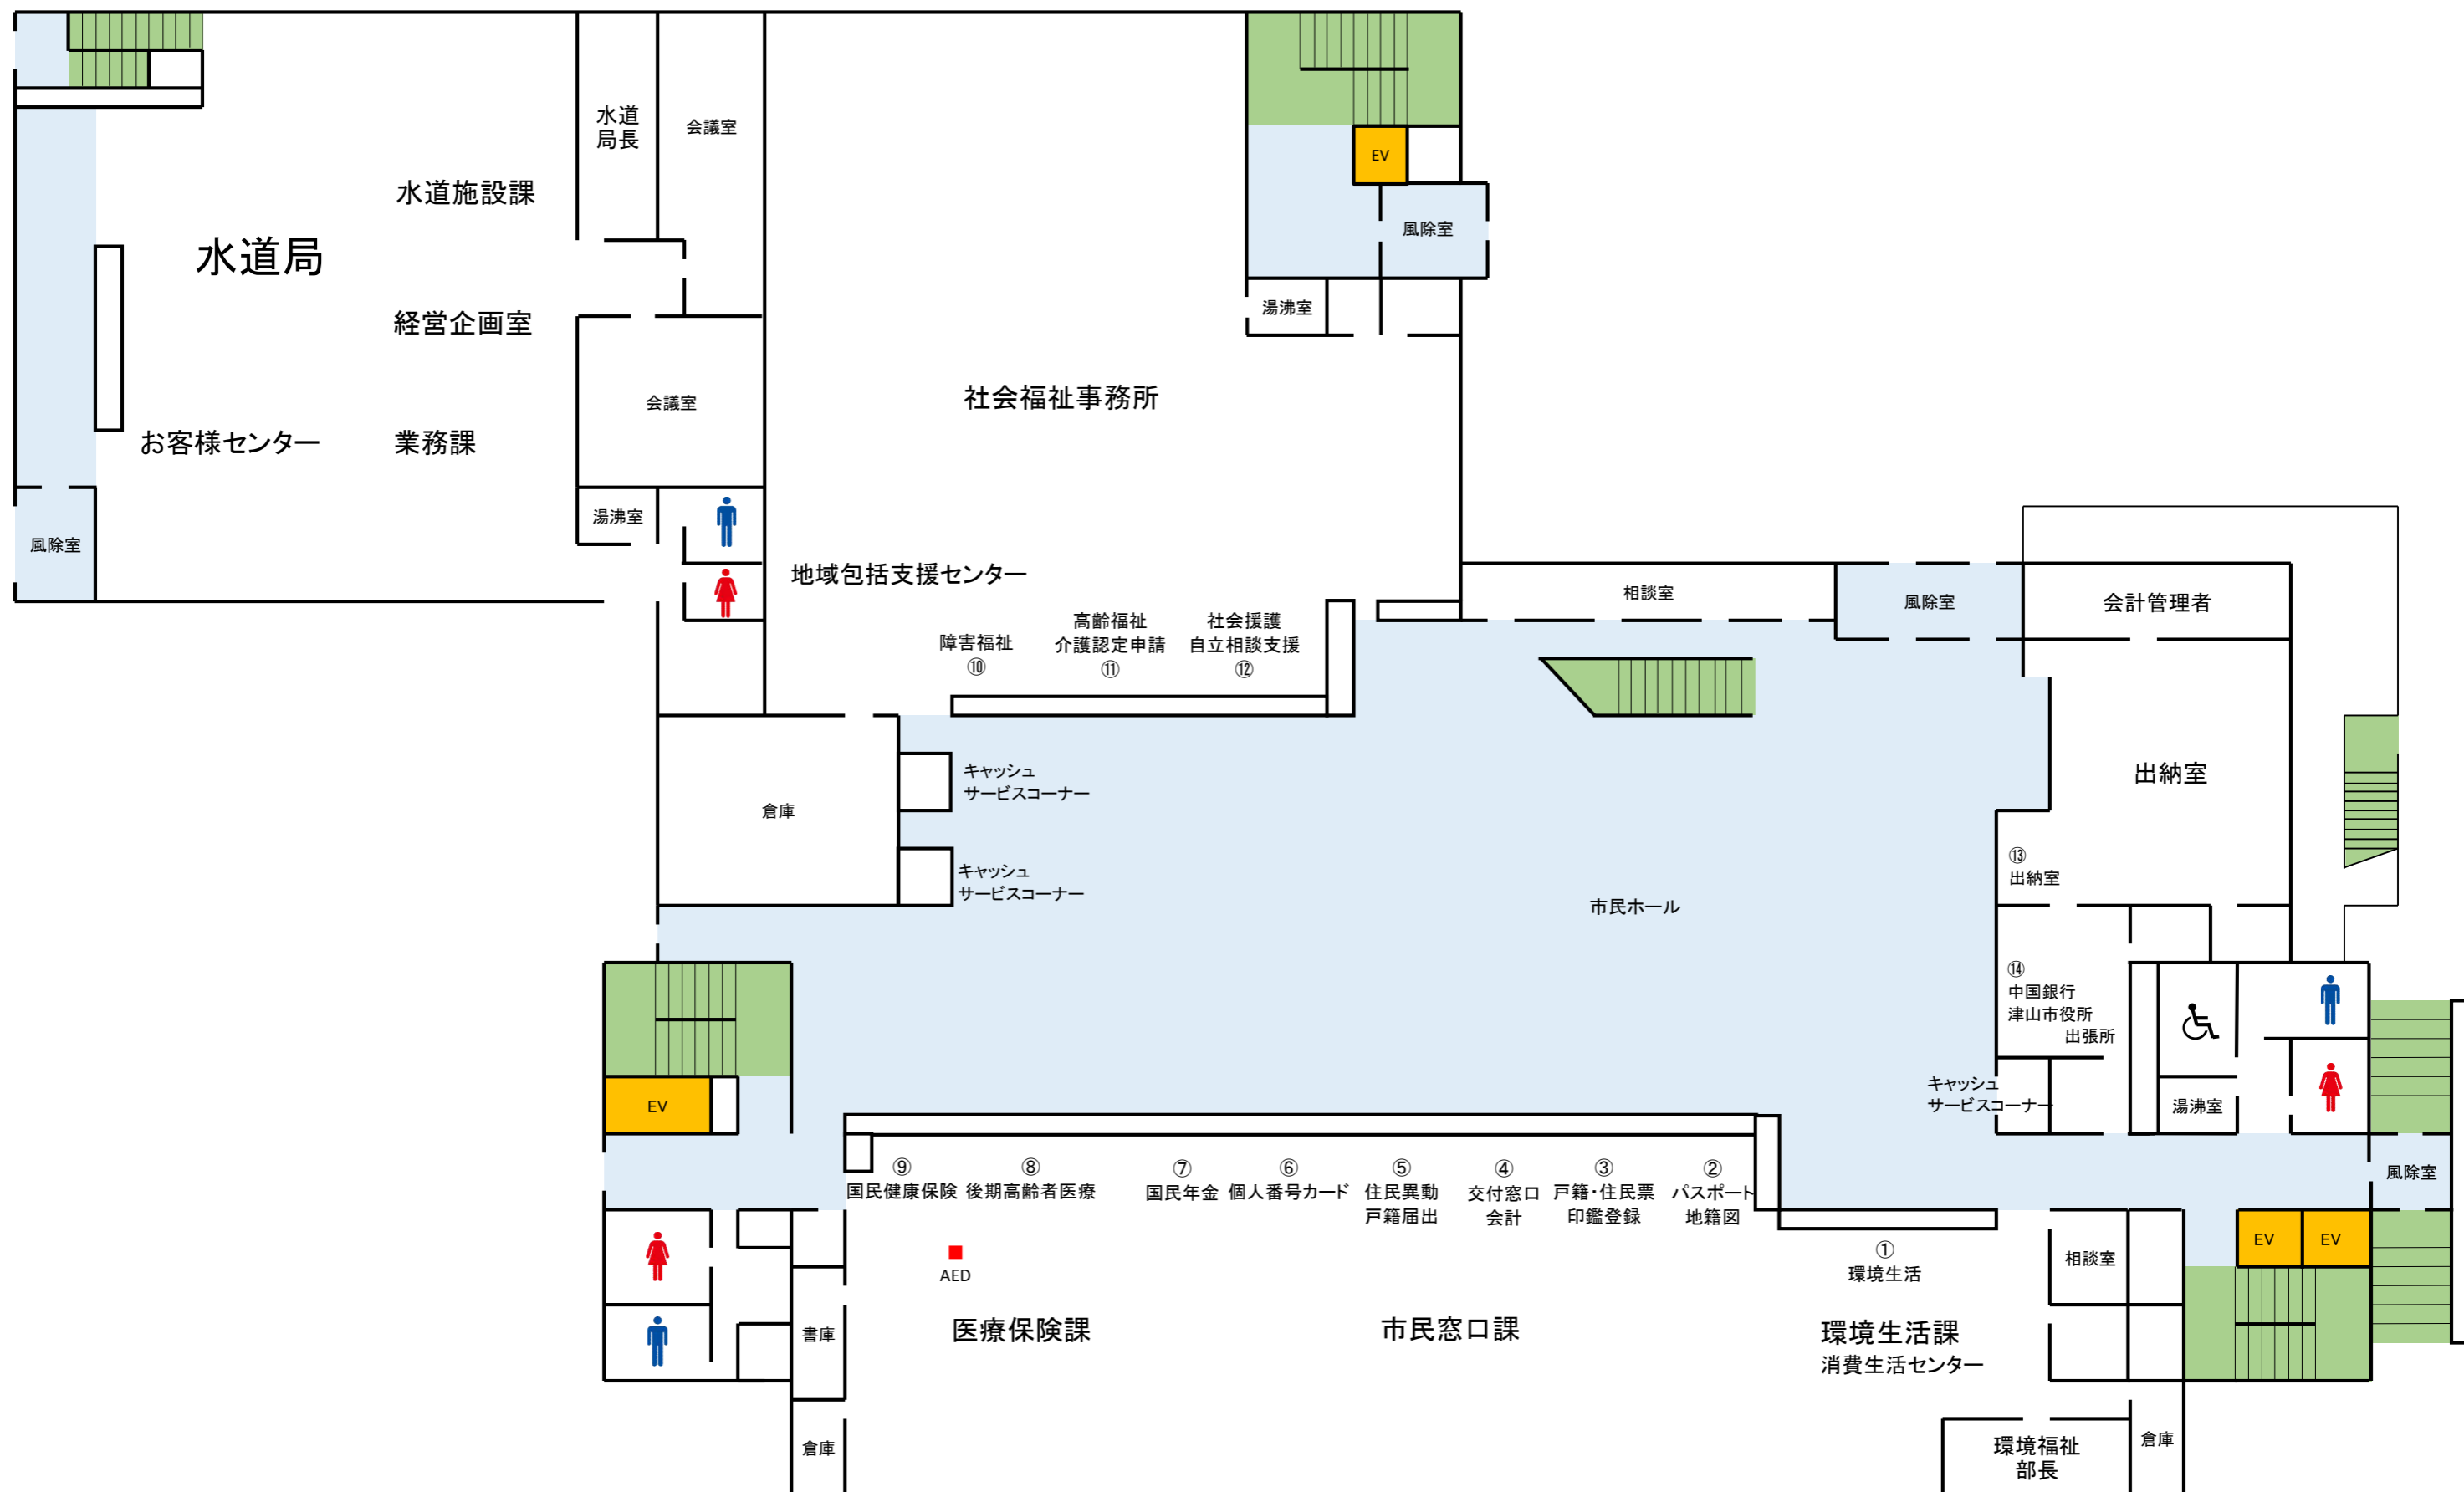 水道
局長
会議室
EV
水道施設課
風除室
水道局
湯沸室
経営企画室
会議室
社会福祉事務所
お客様センター
業務課
湯沸室
風除室
地域包括支援センター
相談室
風除室
会計管理者
障害福祉
⑩
高齢福祉
介護認定申請
⑪
社会援護
自立相談支援
⑫
キャッシュ
サービスコーナー
出納室
倉庫
キャッシュ
サービスコーナー
⑬
出納室
市民ホール
⑭
中国銀行
津山市役所
出張所
キャッシュ
サービスコーナー
湯沸室
EV
風除室
⑨
国民健康保険
⑧
後期高齢者医療
⑦
国民年金
⑥
個人番号カード
⑤
住民異動
戸籍届出
④
交付窓口
会計
③
戸籍・住民票
印鑑登録
②
パスポート
地籍図
①
環境生活
相談室
EV
EV
AED
書庫
医療保険課
市民窓口課
環境生活課
消費生活センター
倉庫
環境福祉
部長
倉庫